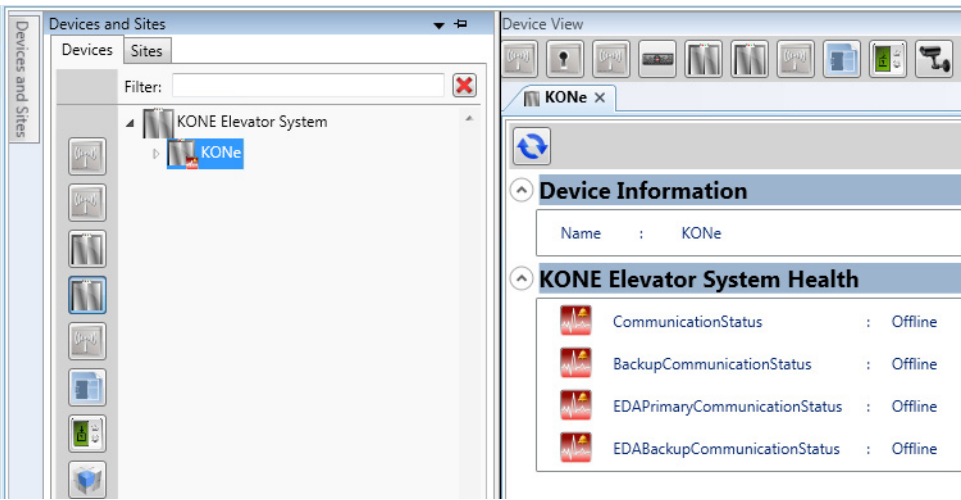 Devices and Sites
Devices and Sites
Devices
Sites
Filter:
KONE Elevator System
KONe
Device View
KONe
Device Information
Name : KONe
KONE Elevator System Health
CommunicationStatus : Offline
BackupCommunicationStatus : Offline
EDAPrimaryCommunicationStatus : Offline
EDABackupCommunicationStatus : Offline